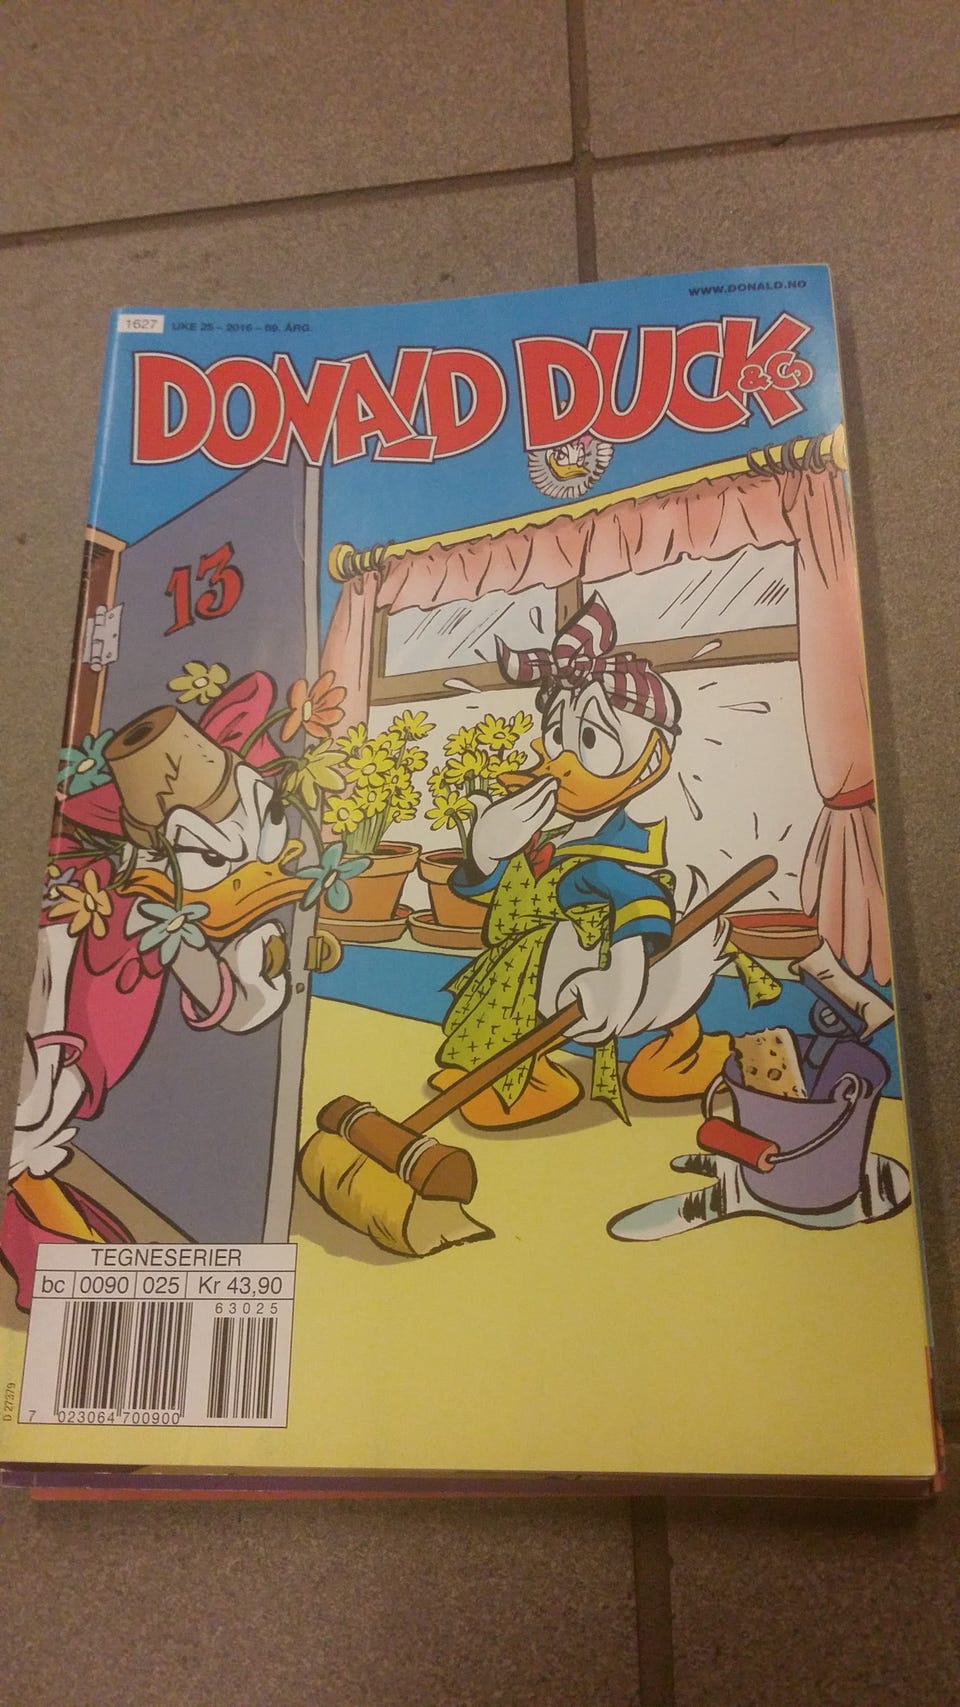 WWW.DONALD.NO
1627 UKE 25 - 2016 - 69. ÅRG.
DONALD DUCK
& Co
13
TEGNESERIER
bc 0090 025 Kr 43,90
63025
7 023064 700900
D 27379